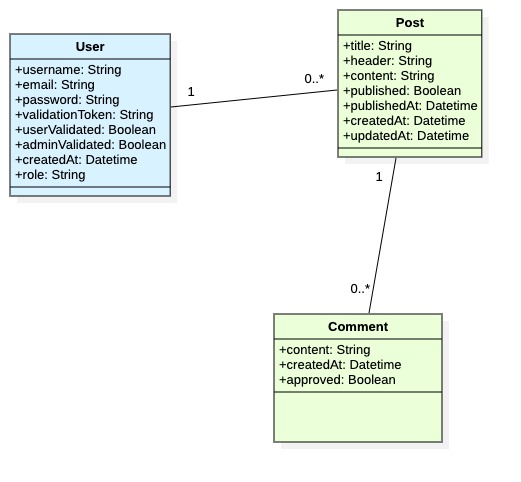 User
+username: String
+email: String
+password: String
+validationToken: String
+userValidated: Boolean
+adminValidated: Boolean
+createdAt: Datetime
+role: String
1
0..*
Post
+title: String
+header: String
+content: String
+published: Boolean
+publishedAt: Datetime
+createdAt: Datetime
+updatedAt: Datetime
1
0..*
Comment
+content: String
+createdAt: Datetime
+approved: Boolean